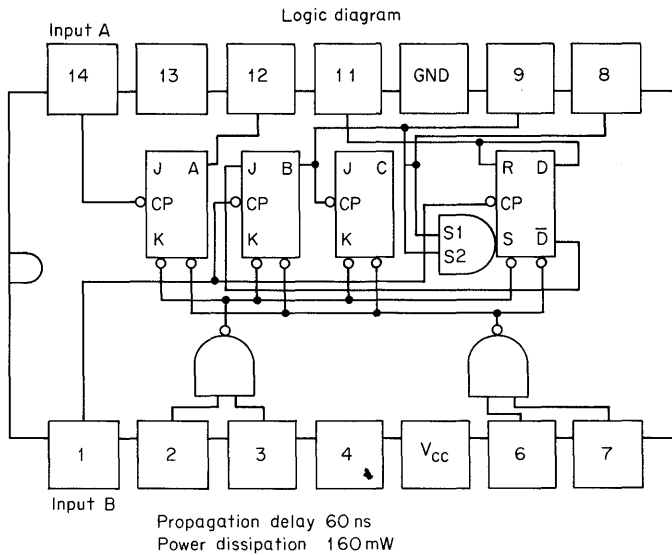 Logic diagram
Input A
14 13 12 11 GND 9 8
J A J B J C R D
CP CP CP CP
S1
K K K S D̅
S2
1 2 3 4 VCC 6 7
Input B
Propagation delay 60 ns
Power dissipation 160 mW